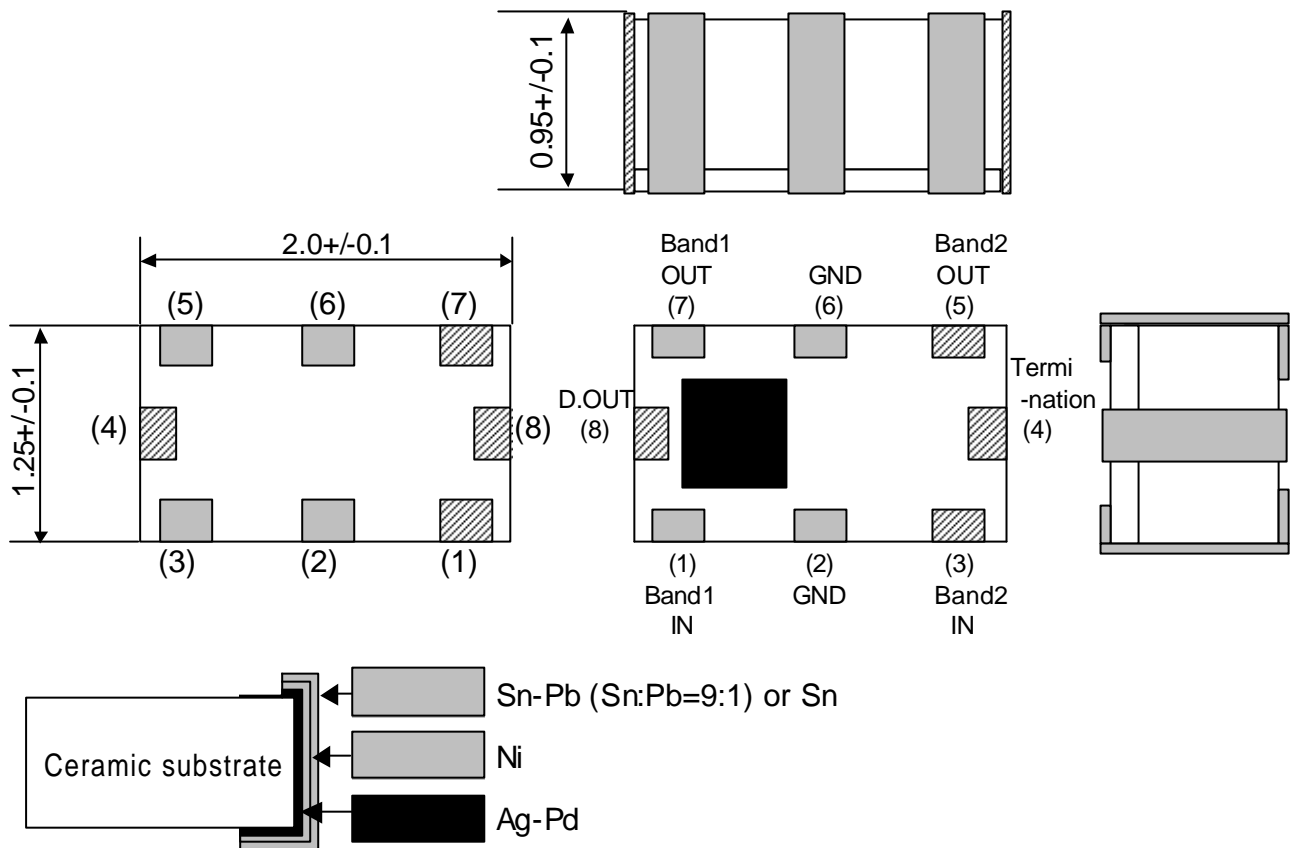 0.95+/-0.1
2.0+/-0.1
1.25+/-0.1
(5) (6) (7)
(4)
(8)
(3) (2) (1)
Band1
OUT
(7)
GND
(6)
Band2
OUT
(5)
D.OUT
(8)
Termi
-nation
(4)
(1)
Band1
IN
(2)
GND
(3)
Band2
IN
Ceramic substrate
Sn-Pb (Sn:Pb=9:1) or Sn
Ni
Ag-Pd